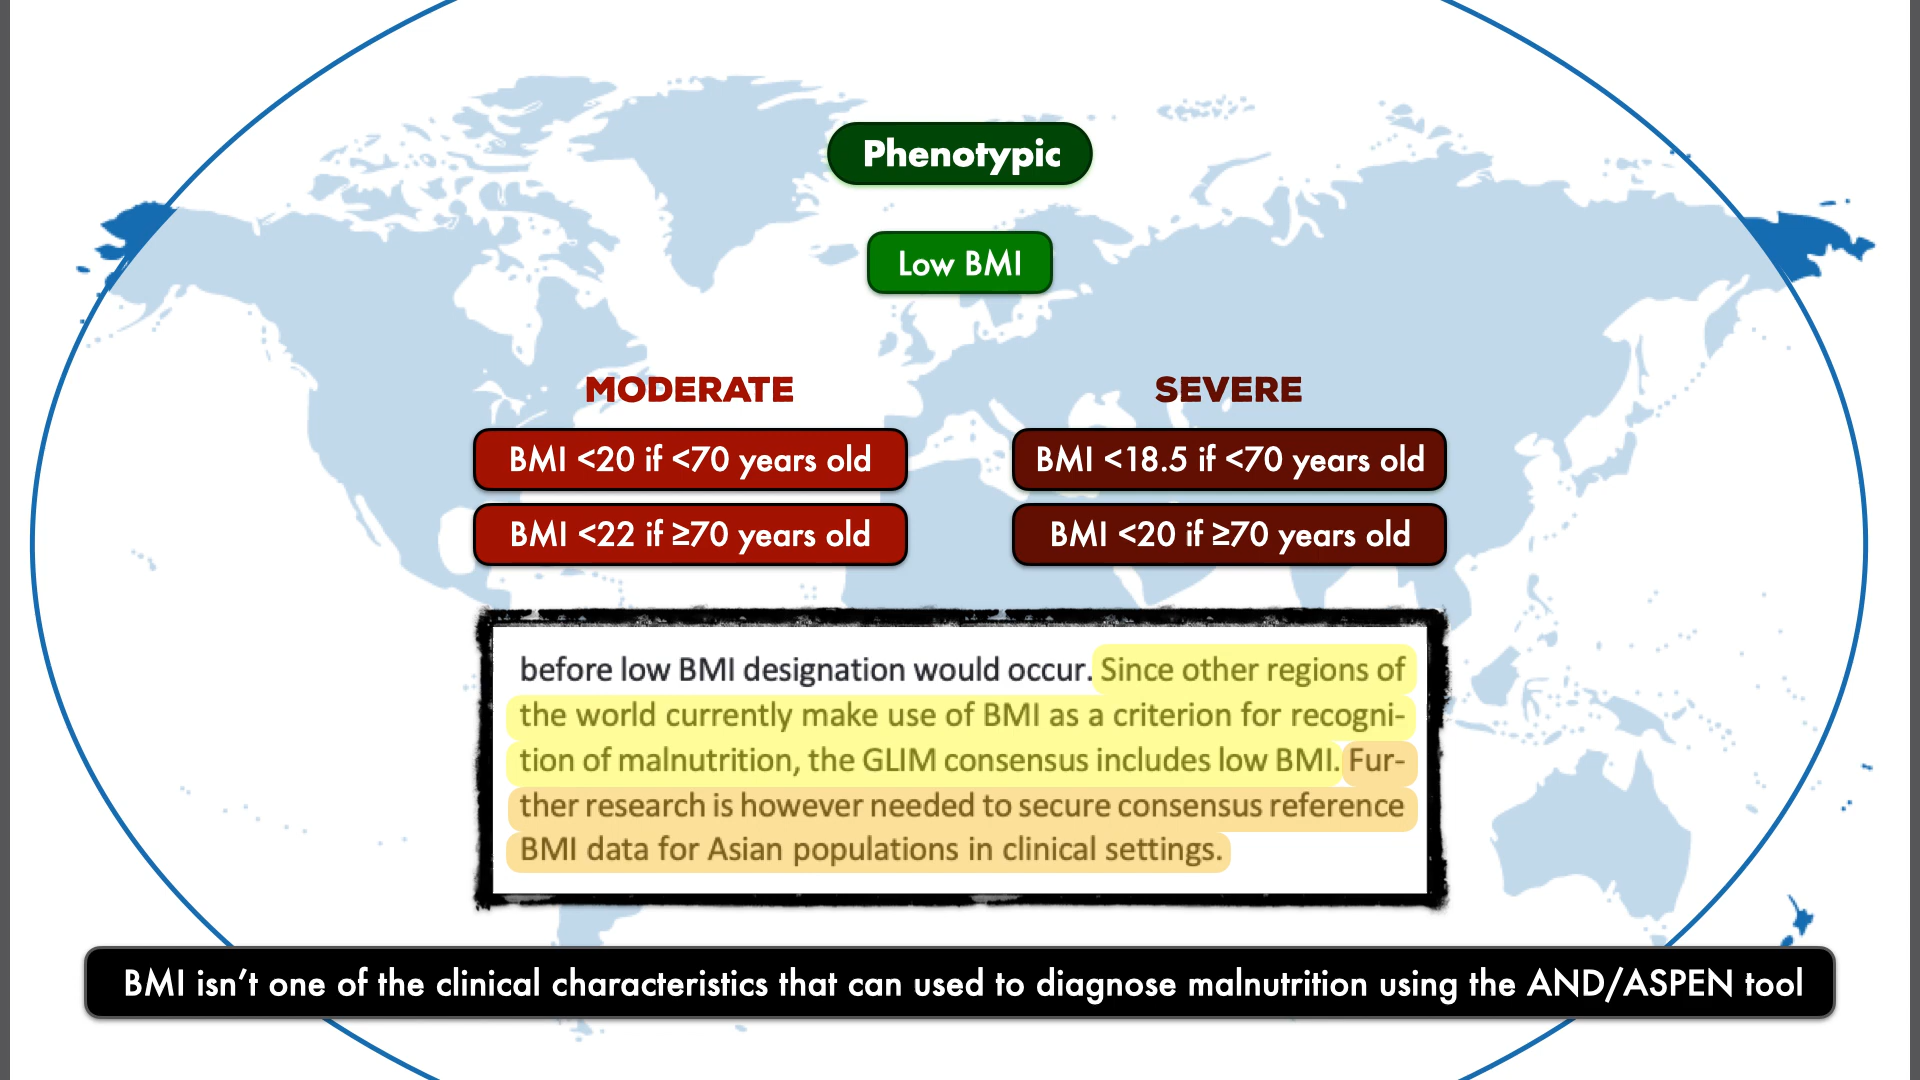 Phenotypic
Low BMI
MODERATE
BMI <20 if <70 years old
BMI <22 if ≥70 years old
SEVERE
BMI <18.5 if <70 years old
BMI <20 if ≥70 years old
before low BMI designation would occur. Since other regions of
the world currently make use of BMI as a criterion for recogni-
tion of malnutrition, the GLIM consensus includes low BMI. Fur-
ther research is however needed to secure consensus reference
BMI data for Asian populations in clinical settings.
BMI isn’t one of the clinical characteristics that can used to diagnose malnutrition using the AND/ASPEN tool